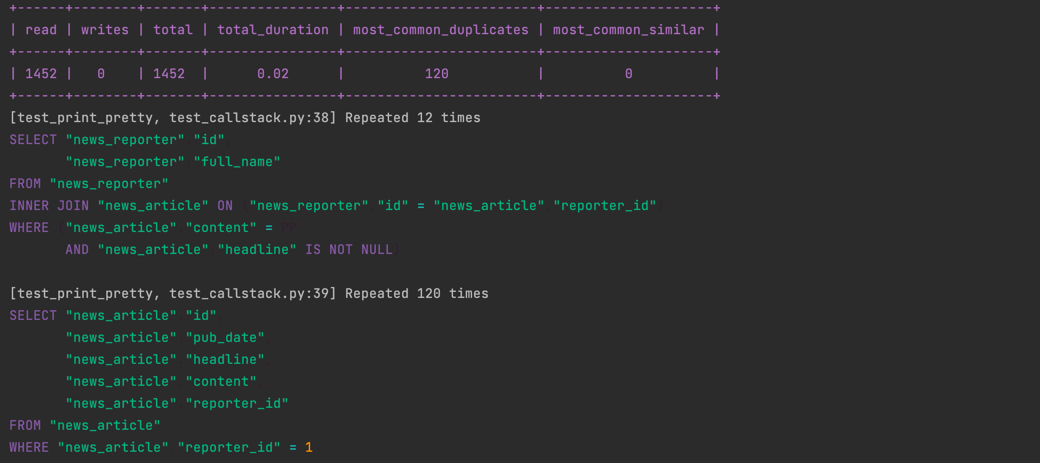 +------+--------+-------+----------------+------------------------+---------------------+
| read | writes | total | total_duration | most_common_duplicates | most_common_similar |
+------+--------+-------+----------------+------------------------+---------------------+
| 1452 |   0    | 1452  |      0.02      |          120           |          0          |
+------+--------+-------+----------------+------------------------+---------------------+
[test_print_pretty, test_callstack.py:38] Repeated 12 times
SELECT "news_reporter" "id"
       "news_reporter" "full_name"
FROM "news_reporter"
INNER JOIN "news_article" ON  "news_reporter" "id" = "news_article" "reporter_id"
WHERE  "news_article" "content" =
       AND "news_article" "headline" IS NOT NULL
[test_print_pretty, test_callstack.py:39] Repeated 120 times
SELECT "news_article" "id"
       "news_article" "pub_date"
       "news_article" "headline"
       "news_article" "content"
       "news_article" "reporter_id"
FROM "news_article"
WHERE "news_article" "reporter_id" = 1